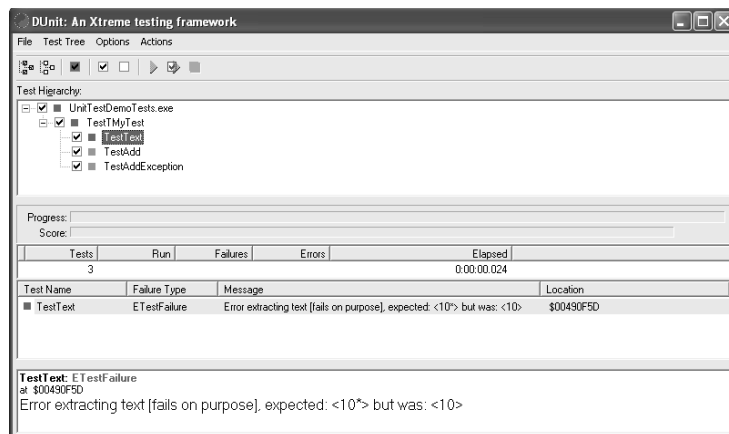 DUnit: An Xtreme testing framework
File Test Tree Options Actions
Test Hierarchy:
UnitTestDemoTests.exe
TestTMyTest
TestText
TestAdd
TestAddException
Progress:
Score:
Tests Run Failures Errors Elapsed
3 0:00:00.024
Test Name Failure Type Message Location
TestText ETestFailure Error extracting text [fails on purpose], expected: <10*> but was: <10> $00490F5D
TestText: ETestFailure
at $00490F5D
Error extracting text [fails on purpose], expected: <10*> but was: <10>